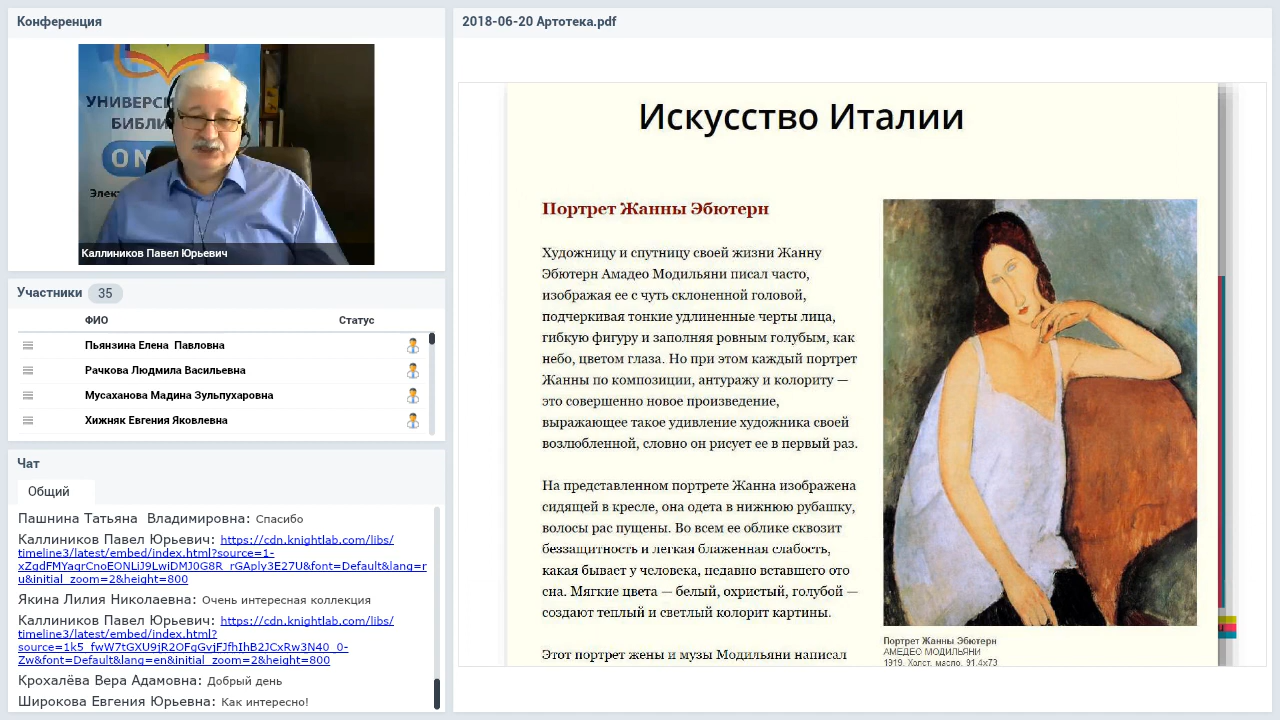 Конференция
УНИВЕРС
БИБЛИ
ON
Элект
Каллиников Павел Юрьевич
Участники 35
ФИО Статус
Пьянзина Елена Павловна
Рачкова Людмила Васильевна
Мусаханова Мадина Зульпухаровна
Хижняк Евгения Яковлевна
Чат
Общий
Пашнина Татьяна Владимировна: Спасибо
Каллиников Павел Юрьевич: https://cdn.knightlab.com/libs/
timeline3/latest/embed/index.html?source=1-
xZgdFMYaqrCnoEONLiJ9LwiDMJ0G8R_rGAply3E27U&font=Default&lang=r
u&initial_zoom=2&height=800
Якина Лилия Николаевна: Очень интересная коллекция
Каллиников Павел Юрьевич: https://cdn.knightlab.com/libs/
timeline3/latest/embed/index.html?
source=1k5_fwW7tGXU9jR2OFqGvjFJfhIhB2JCxRw3N40_0-
Zw&font=Default&lang=en&initial_zoom=2&height=800
Крохалёва Вера Адамовна: Добрый день
Широкова Евгения Юрьевна: Как интересно!
2018-06-20 Артотека.pdf
Искусство Италии
Портрет Жанны Эбютерн
Художницу и спутницу своей жизни Жанну
Эбютерн Амадео Модильяни писал часто,
изображая ее с чуть склоненной головой,
подчеркивая тонкие удлиненные черты лица,
гибкую фигуру и заполняя ровным голубым, как
небо, цветом глаза. Но при этом каждый портрет
Жанны по композиции, антуражу и колориту —
это совершенно новое произведение,
выражающее такое удивление художника своей
возлюбленной, словно он рисует ее в первый раз.
На представленном портрете Жанна изображена
сидящей в кресле, она одета в нижнюю рубашку,
волосы рас пущены. Во всем ее облике сквозит
беззащитность и легкая блаженная слабость,
какая бывает у человека, недавно вставшего ото
сна. Мягкие цвета — белый, охристый, голубой —
создают теплый и светлый колорит картины.
Этот портрет жены и музы Модильяни написал
Портрет Жанны Эбютерн
АМЕДЕО МОДИЛЬЯНИ
1919. Холст, масло. 91,4x73